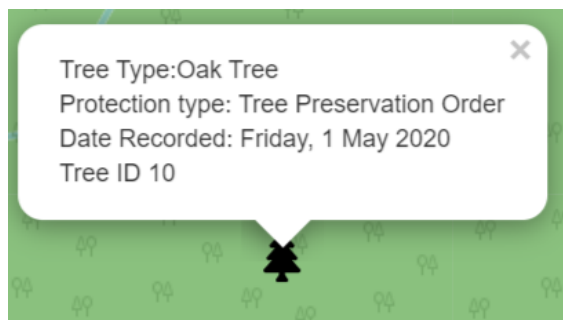 Tree Type:Oak Tree
Protection type: Tree Preservation Order
Date Recorded: Friday, 1 May 2020
Tree ID 10